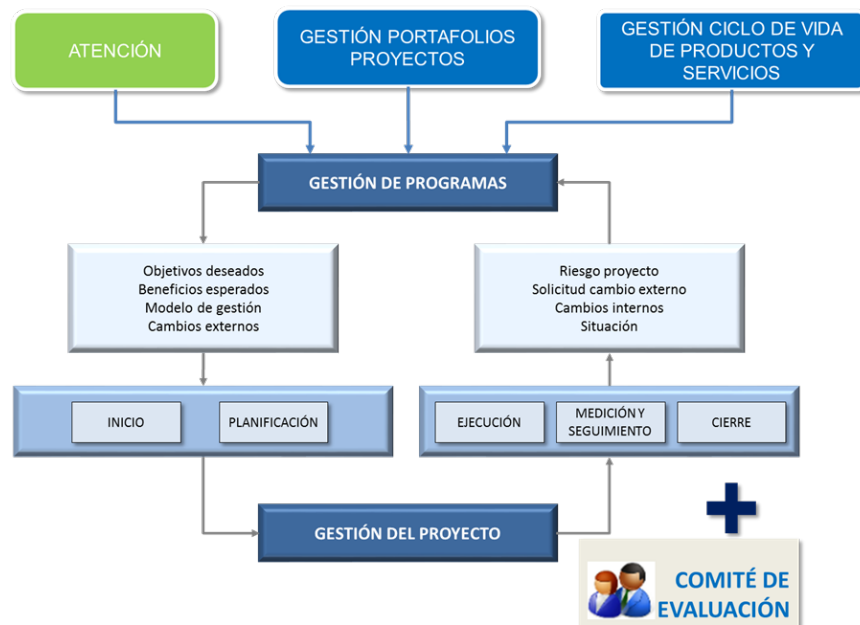 ATENCIÓN
GESTIÓN PORTAFOLIOS
PROYECTOS
GESTIÓN CICLO DE VIDA
DE PRODUCTOS Y
SERVICIOS
GESTIÓN DE PROGRAMAS
Objetivos deseados
Beneficios esperados
Modelo de gestión
Cambios externos
Riesgo proyecto
Solicitud cambio externo
Cambios internos
Situación
INICIO
PLANIFICACIÓN
EJECUCIÓN
MEDICIÓN Y
SEGUIMIENTO
CIERRE
GESTIÓN DEL PROYECTO
COMITÉ DE
EVALUACIÓN